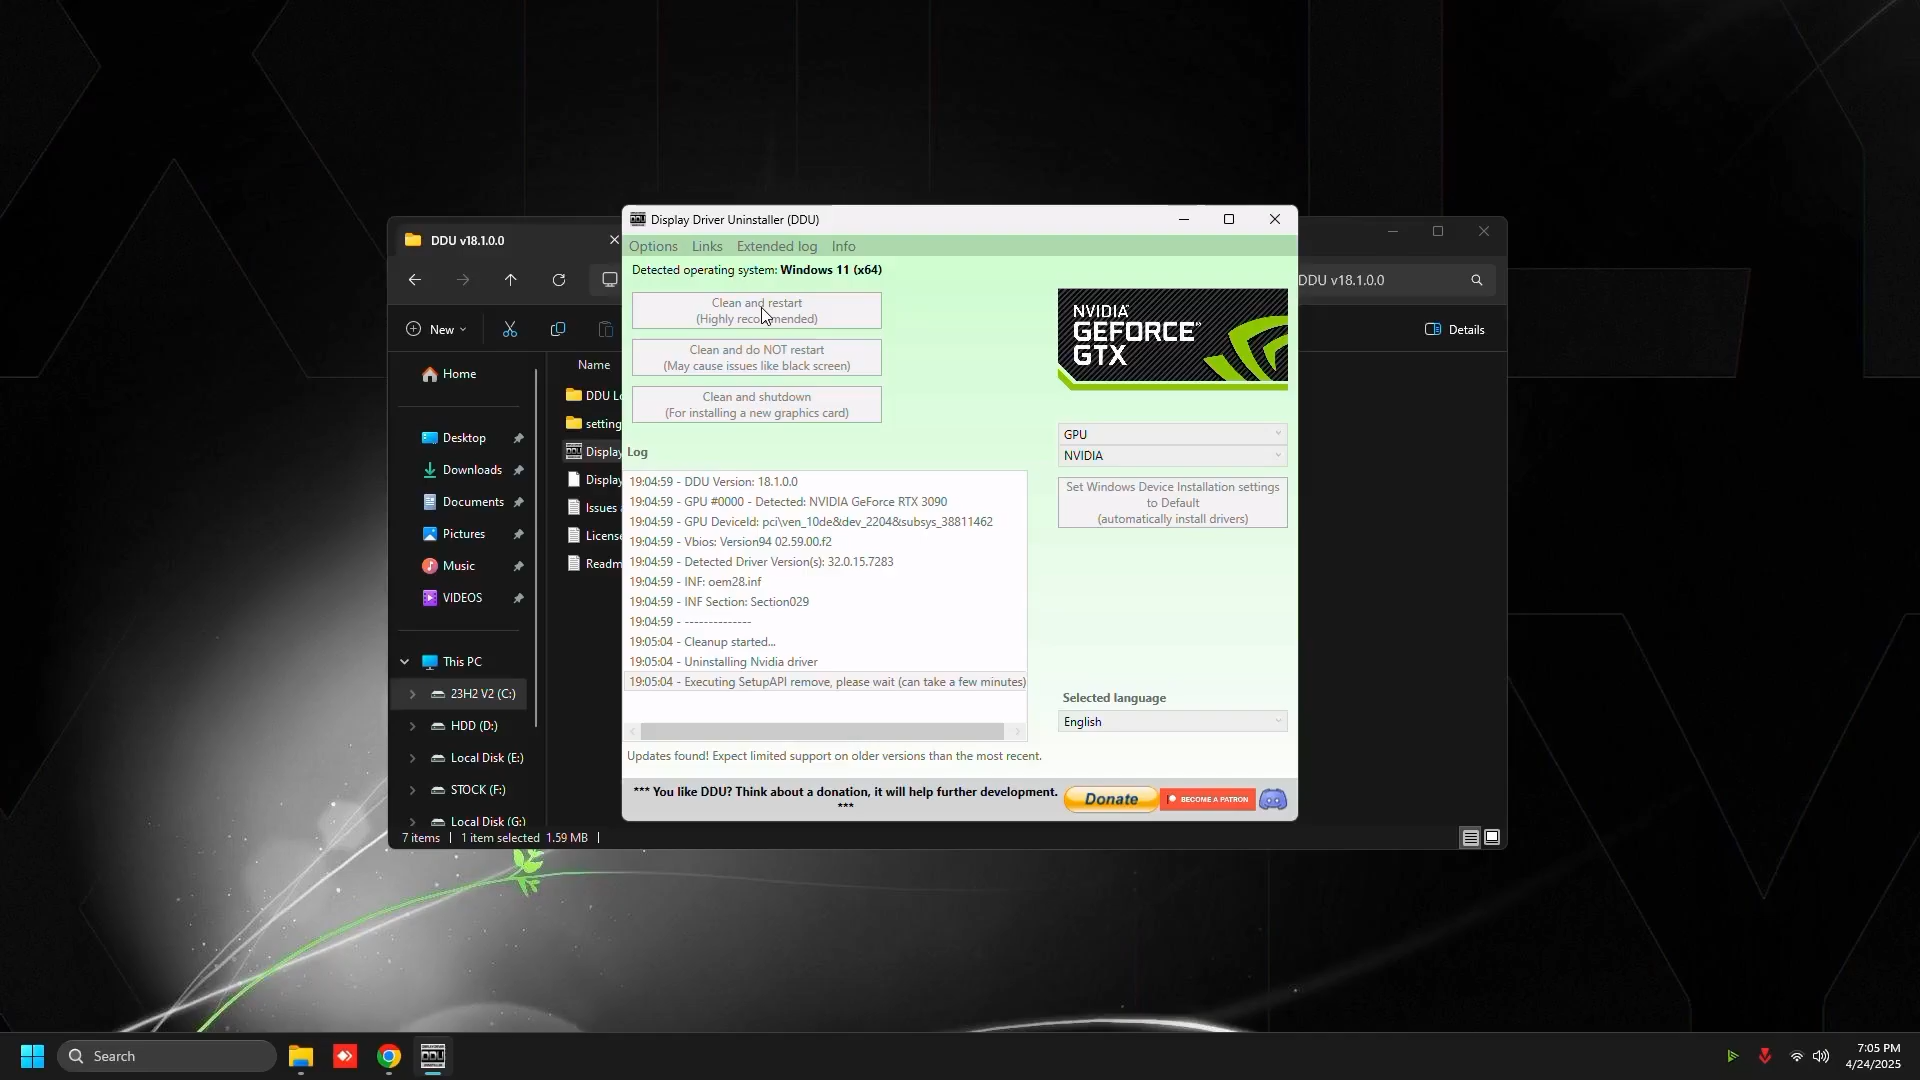 DDU v18.1.0.0
Display Driver Uninstaller (DDU)
Options Links Extended log Info
Detected operating system: Windows 11 (x64)
Clean and restart
(Highly recommended)
Clean and do NOT restart
(May cause issues like black screen)
Clean and shutdown
(For installing a new graphics card)
NVIDIA
GEFORCE
GTX
GPU
NVIDIA
Set Windows Device Installation settings
to Default
(automatically install drivers)
Log
19:04:59 - DDU Version: 18.1.0.0
19:04:59 - GPU #0000 - Detected: NVIDIA GeForce RTX 3090
19:04:59 - GPU DeviceId: pci\ven_10de&dev_2204&subsys_38811462
19:04:59 - Vbios: Version94 02.59.00.f2
19:04:59 - Detected Driver Version(s): 32.0.15.7283
19:04:59 - INF: oem28.inf
19:04:59 - INF Section: Section029
19:04:59 - --------------
19:05:04 - Cleanup started...
19:05:04 - Uninstalling Nvidia driver
19:05:04 - Executing SetupAPI remove, please wait (can take a few minutes)
Selected language
English
Updates found! Expect limited support on older versions than the most recent.
*** You like DDU? Think about a donation, it will help further development.
***
Donate
BECOME A PATRON
DDU v18.1.0.0
New
Details
Name
Home
DDU Lo
setting
Desktop
Display
Downloads
Display
Documents
Issues
Pictures
License
Music
Readm
VIDEOS
This PC
23H2 V2 (C:)
HDD (D:)
Local Disk (E:)
STOCK (F:)
Local Disk (G:)
7 items 1 item selected 1.59 MB
Search
7:05 PM
4/24/2025